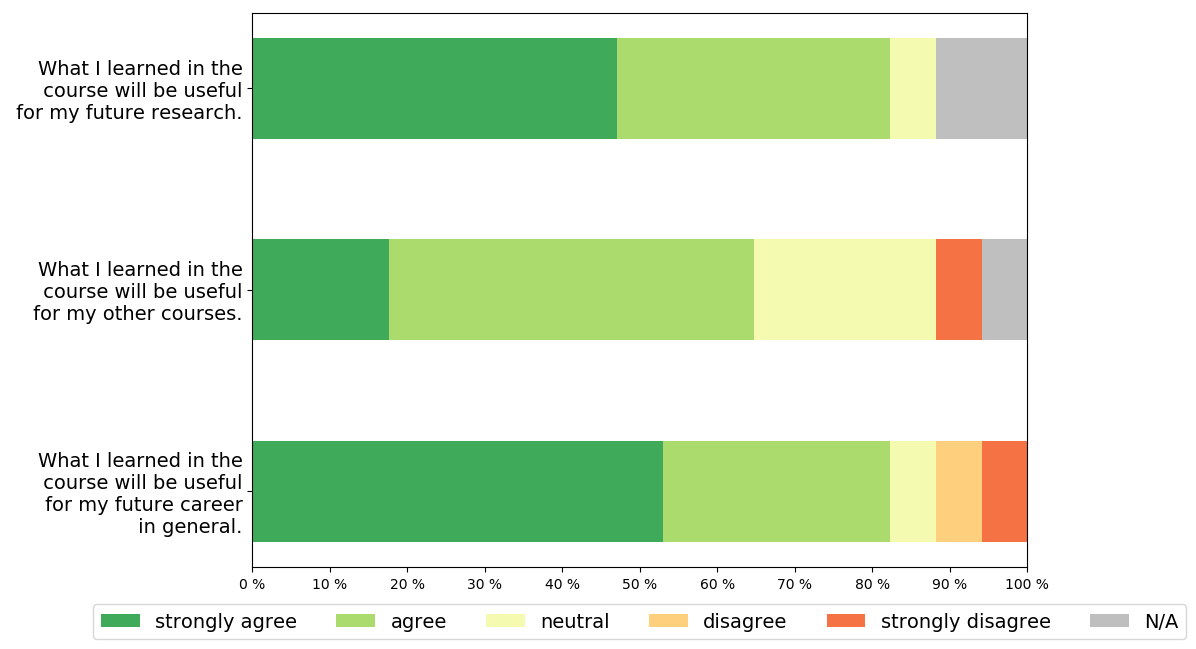 What I learned in the
course will be useful
for my future research.
What I learned in the
course will be useful
for my other courses.
What I learned in the
course will be useful
for my future career
in general.
0 % 10 % 20 % 30 % 40 % 50 % 60 % 70 % 80 % 90 % 100 %
strongly agree agree neutral disagree strongly disagree N/A